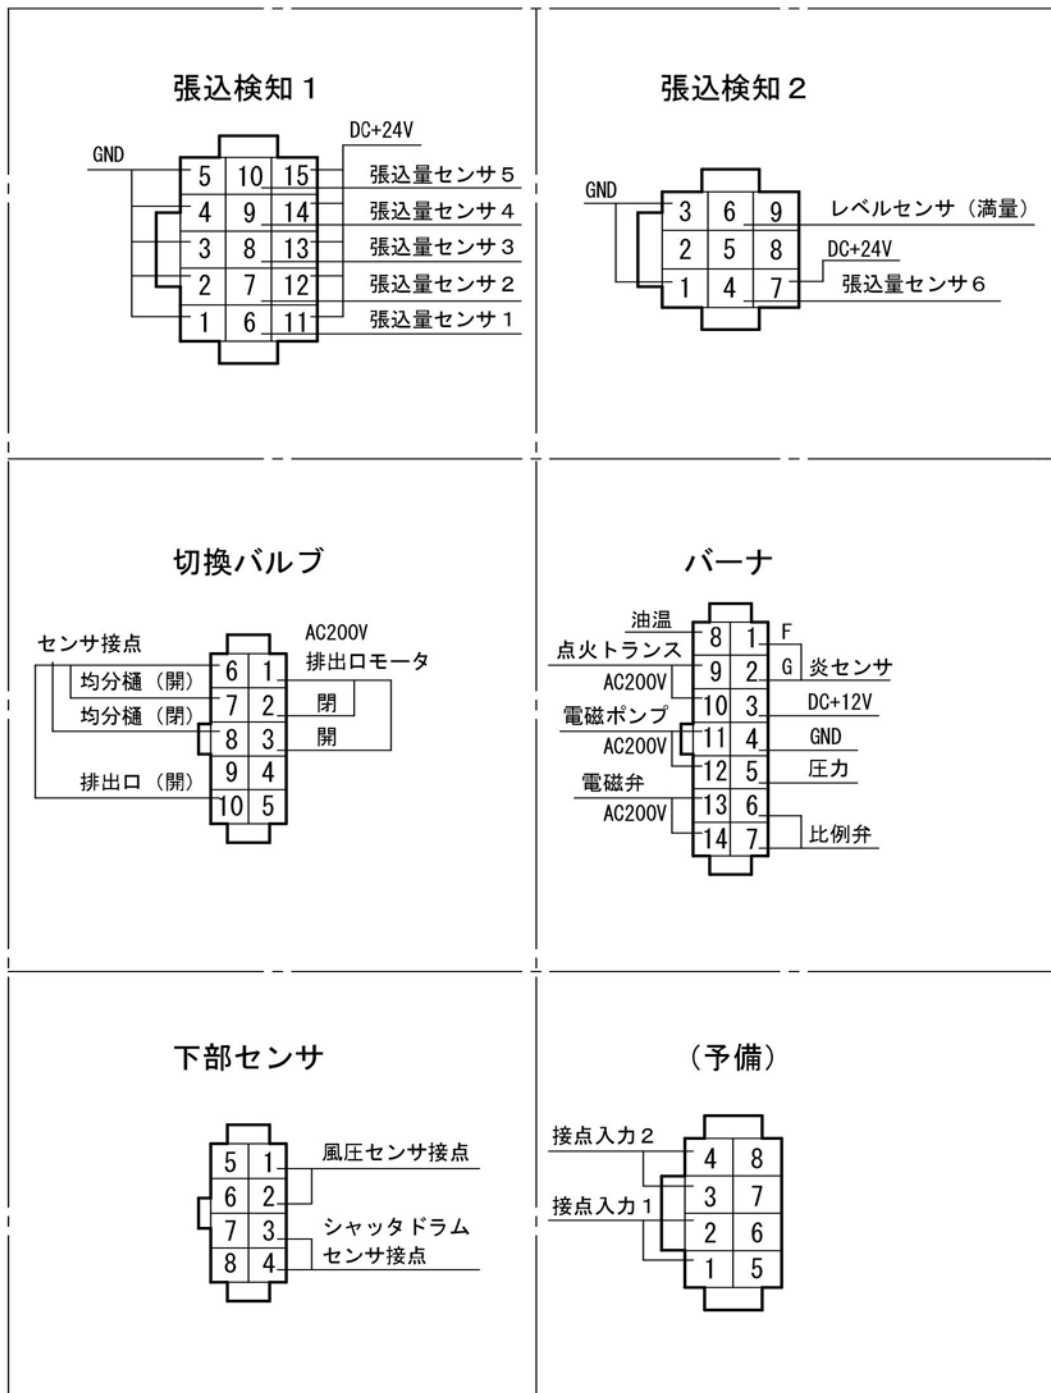 張込検知１
GND
DC+24V
5 10 15 張込量センサ５
4 9 14 張込量センサ４
3 8 13 張込量センサ３
2 7 12 張込量センサ２
1 6 11 張込量センサ１
張込検知２
GND
3 6 9 レベルセンサ（満量）
2 5 8 DC+24V
1 4 7 張込量センサ６
切換バルブ
センサ接点
AC200V
排出ロモータ
6 1
均分樋（開） 7 2 閉
均分樋（閉） 8 3 開
9 4
排出口（開） 10 5
バーナ
油温 8 1 F
点火トランス 9 2 G 炎センサ
AC200V 10 3 DC+12V
電磁ポンプ 11 4 GND
AC200V 12 5 圧力
電磁弁 13 6
AC200V 14 7 比例弁
下部センサ
5 1 風圧センサ接点
6 2
7 3 シャッタドラム
8 4 センサ接点
(予備)
接点入力２ 4 8
3 7
接点入力１ 2 6
1 5